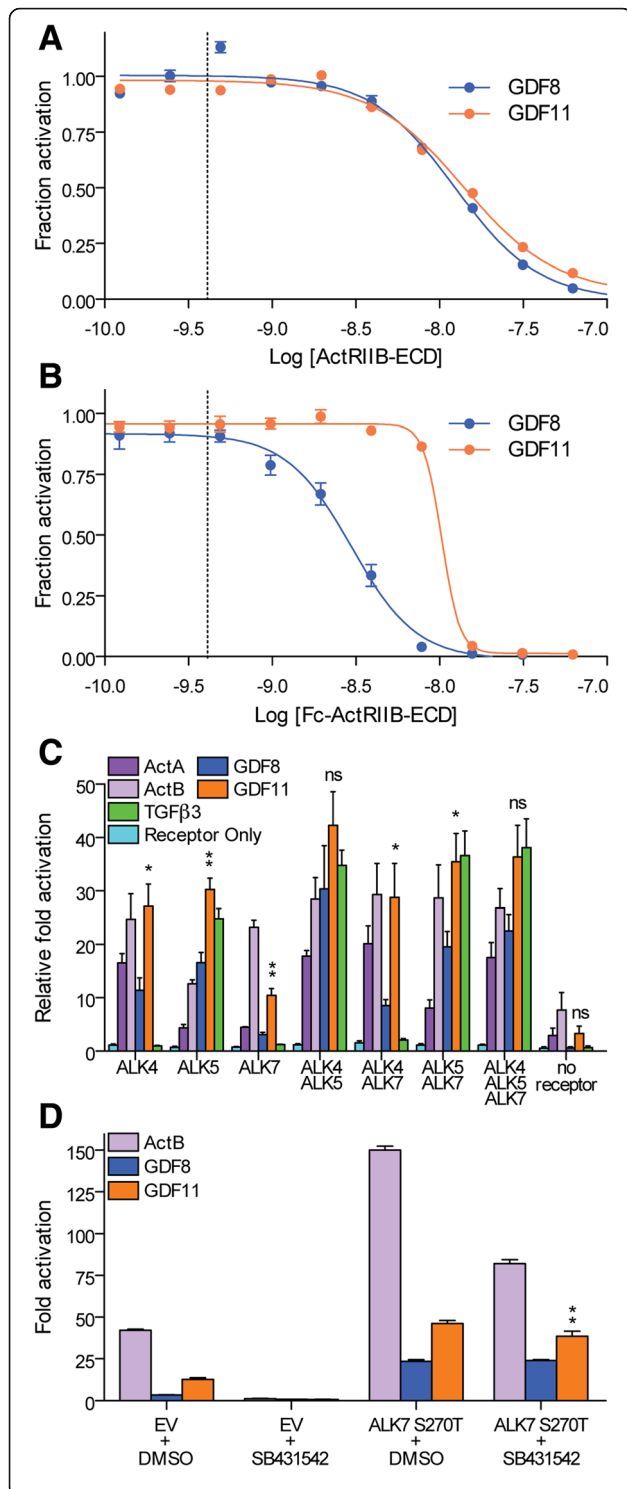 A
Fraction activation
1.00
0.75
0.50
0.25
0.00
GDF8
GDF11
-10.0 -9.5 -9.0 -8.5 -8.0 -7.5 -7.0
Log [ActRIIB-ECD]
B
Fraction activation
1.00
0.75
0.50
0.25
0.00
GDF8
GDF11
-10.0 -9.5 -9.0 -8.5 -8.0 -7.5 -7.0
Log [Fc-ActRIIB-ECD]
C
Relative fold activation
ActA GDF8
ActB GDF11
TGFβ3
Receptor Only
50
40
30
20
10
0
* ** ** ns * * ns ns
ALK4 ALK5 ALK7 ALK4 ALK4 ALK5 ALK4 no
ALK5 ALK7 ALK7 ALK5 receptor
ALK7
D
Fold activation
ActB
GDF8
GDF11
150
125
100
75
50
25
0
**
EV EV ALK7 S270T ALK7 S270T
+ + + +
DMSO SB431542 DMSO SB431542